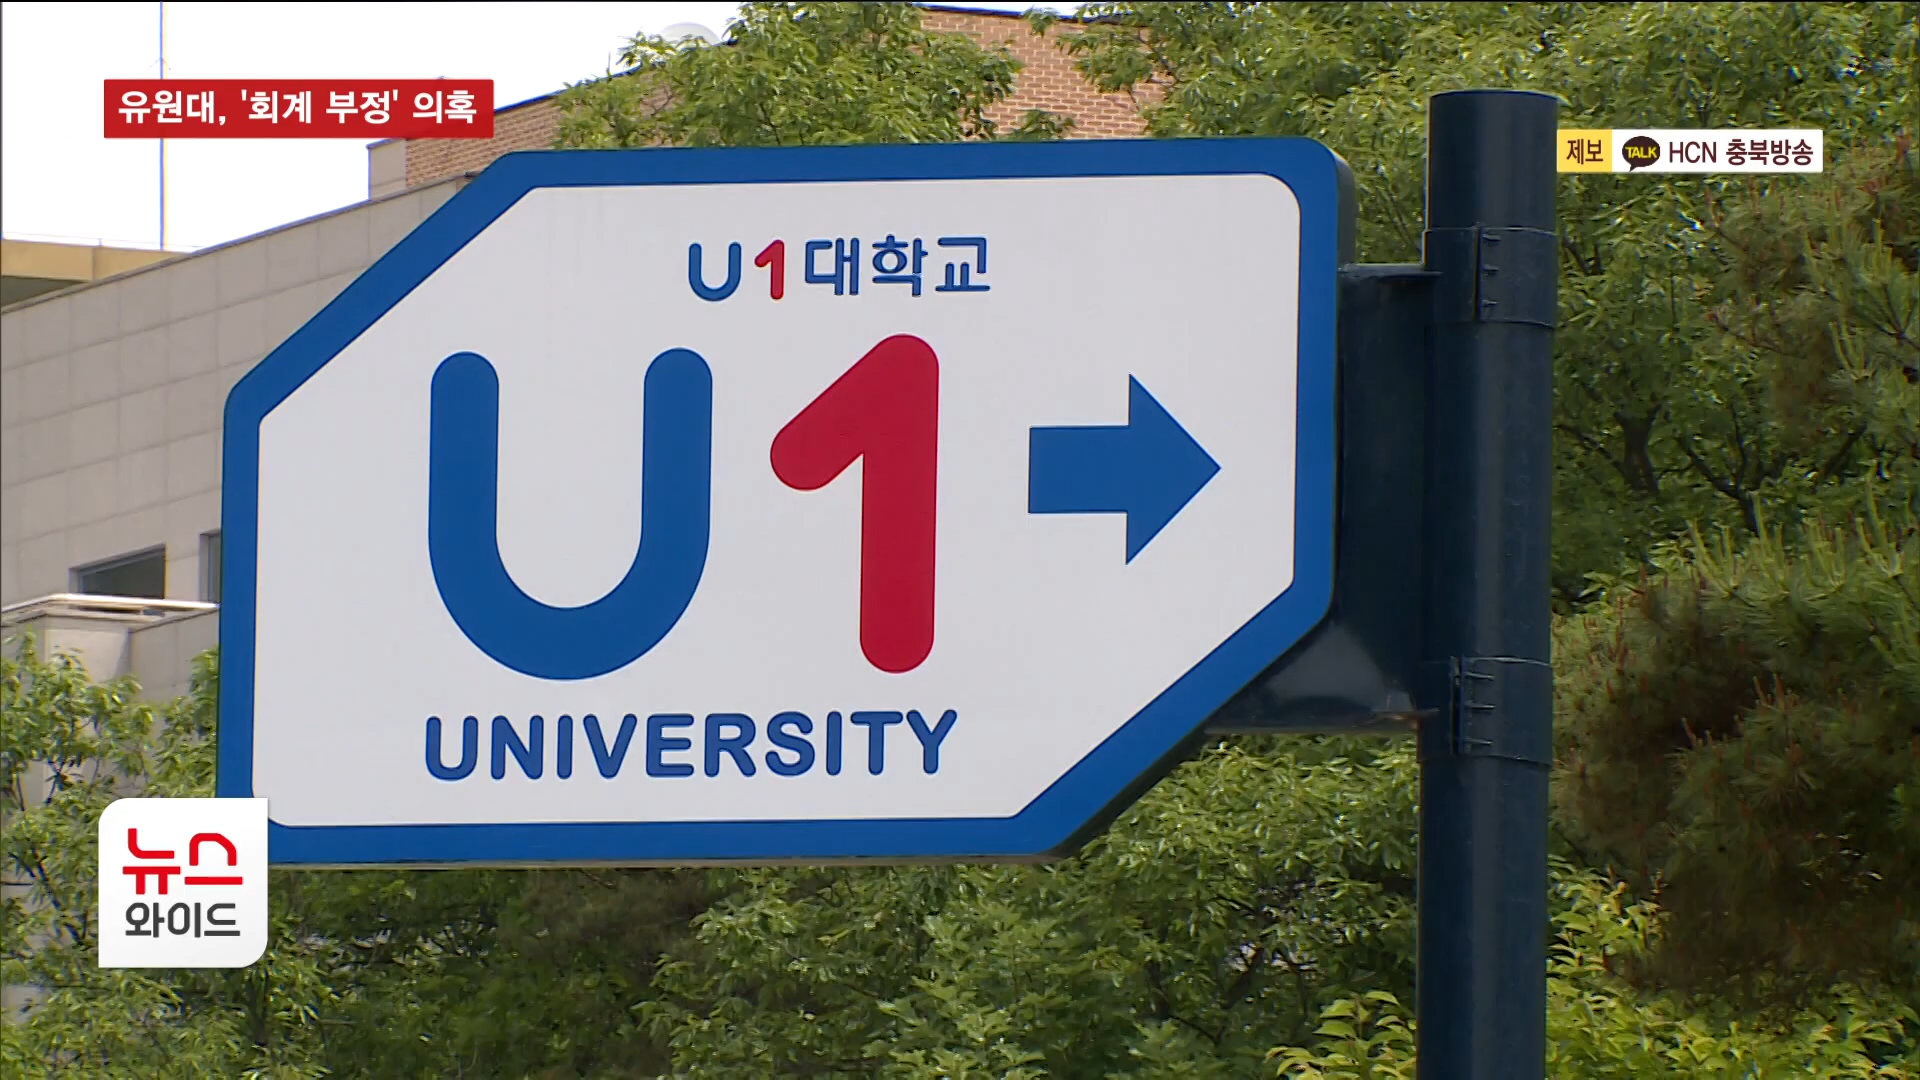 유원대, '회계 부정' 의혹
제보 TALK HCN 충북방송
U1대학교
U1
UNIVERSITY
뉴스
와이드